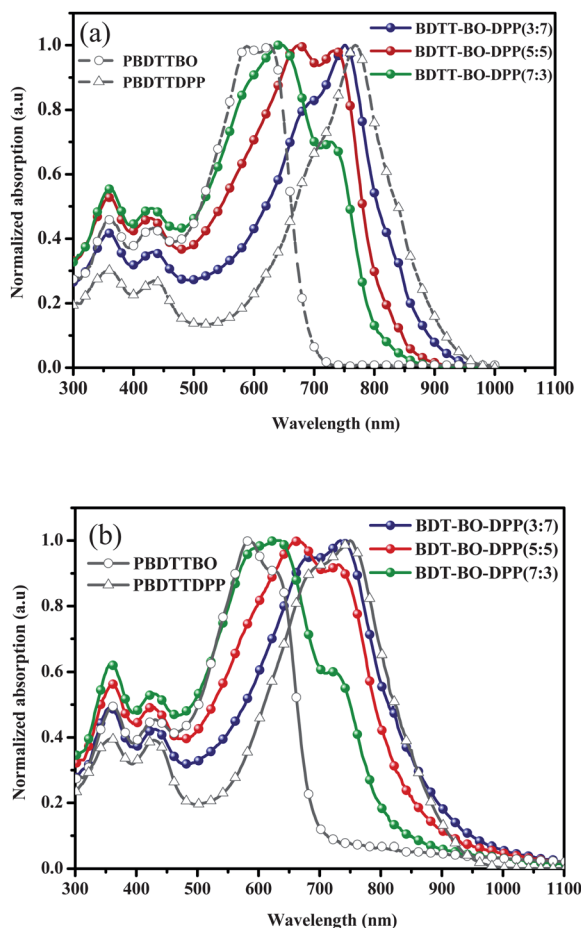 (a)
PBDTTBO
PBDTTDPP
BDTT-BO-DPP(3:7)
BDTT-BO-DPP(5:5)
BDTT-BO-DPP(7:3)
Normalized absorption (a.u)
1.0
0.8
0.6
0.4
0.2
0.0
300 400 500 600 700 800 900 1000 1100
Wavelength (nm)
(b)
PBDTTBO
PBDTTDPP
BDT-BO-DPP(3:7)
BDT-BO-DPP(5:5)
BDT-BO-DPP(7:3)
Normalized absorption (a.u)
1.0
0.8
0.6
0.4
0.2
0.0
300 400 500 600 700 800 900 1000 1100
Wavelength (nm)